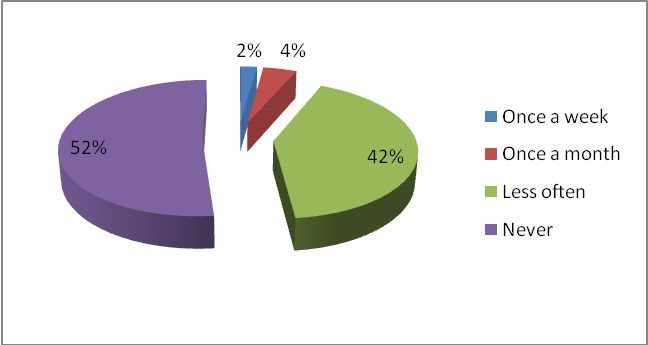 2%
4%
42%
52%
Once a week
Once a month
Less often
Never